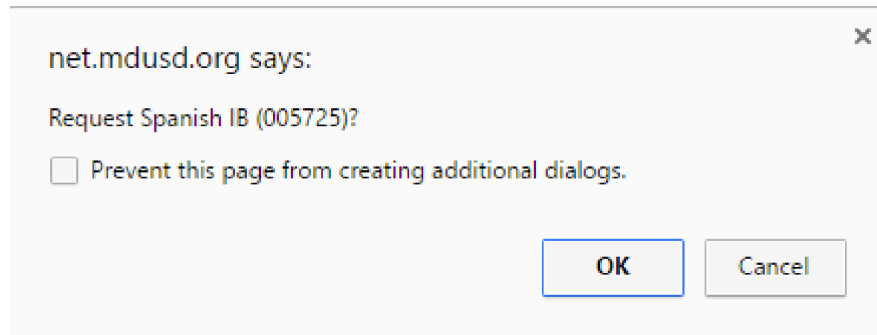 net.mdusd.org says:
Request Spanish IB (005725)?
Prevent this page from creating additional dialogs.
OK Cancel